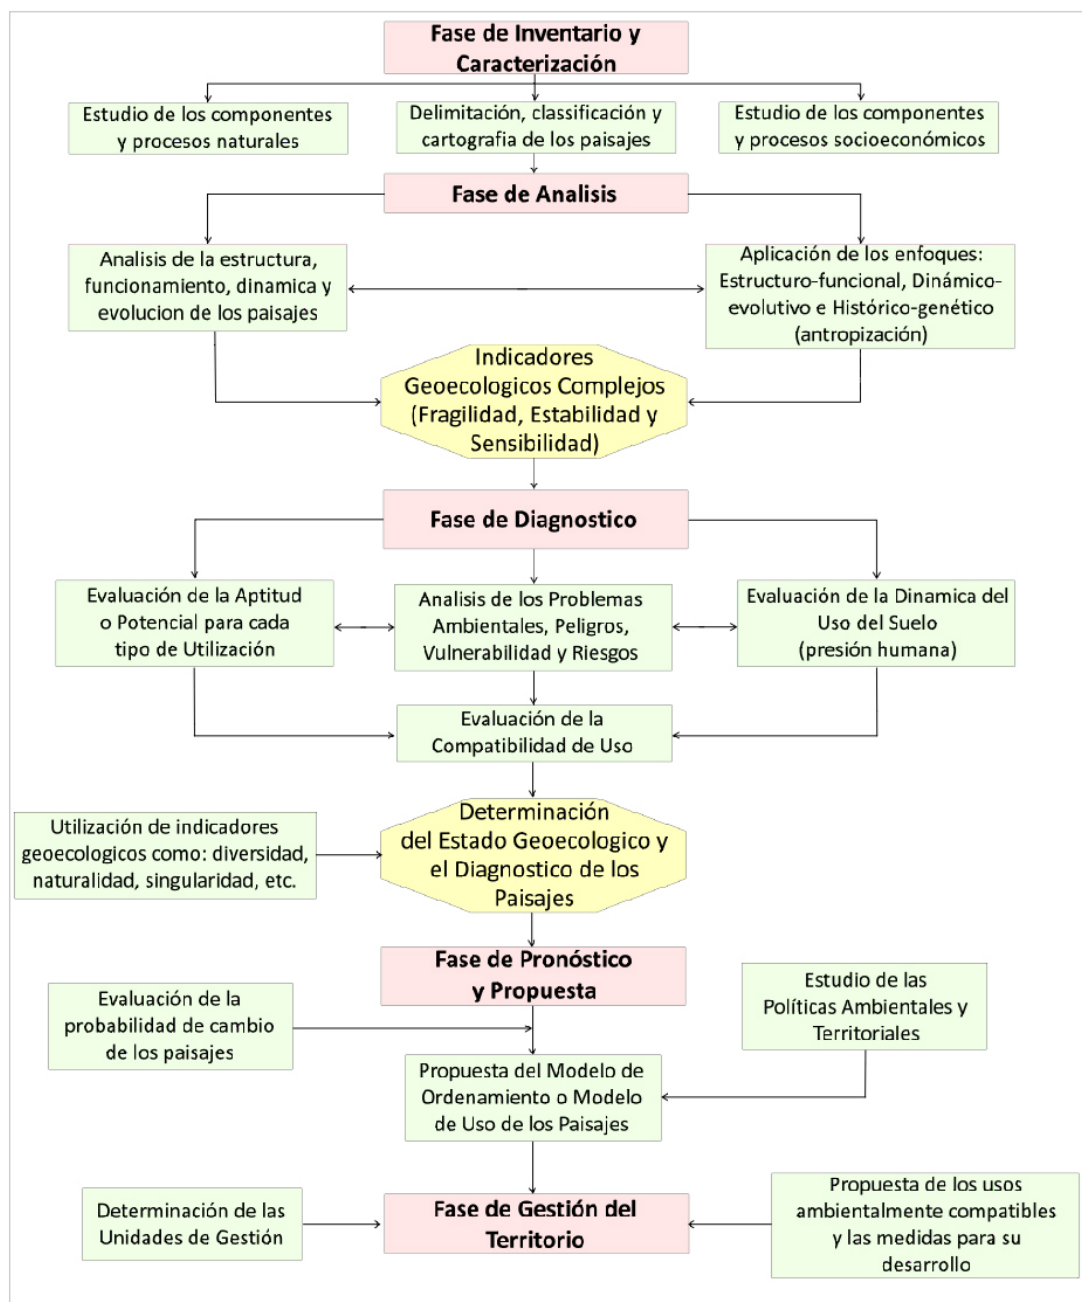 Fase de Inventario y
Caracterización
Estudio de los componentes
y procesos naturales
Delimitación, classificación y
cartografia de los paisajes
Estudio de los componentes
y procesos socioeconómicos
Fase de Analisis
Analisis de la estructura,
funcionamiento, dinamica y
evolucion de los paisajes
Aplicación de los enfoques:
Estructuro-funcional, Dinámico-
evolutivo e Histórico-genético
(antropización)
Indicadores
Geoecologicos Complejos
(Fragilidad, Estabilidad y
Sensibilidad)
Fase de Diagnostico
Evaluación de la Aptitud
o Potencial para cada
tipo de Utilización
Analisis de los Problemas
Ambientales, Peligros,
Vulnerabilidad y Riesgos
Evaluación de la Dinamica del
Uso del Suelo
(presión humana)
Evaluación de la
Compatibilidad de Uso
Utilización de indicadores
geoecologicos como: diversidad,
naturalidad, singularidad, etc.
Determinación
del Estado Geoecologico y
el Diagnostico de los
Paisajes
Fase de Pronóstico
y Propuesta
Evaluación de la
probabilidad de cambio
de los paisajes
Estudio de las
Políticas Ambientales y
Territoriales
Propuesta del Modelo de
Ordenamiento o Modelo
de Uso de los Paisajes
Determinación de las
Unidades de Gestión
Fase de Gestión del
Territorio
Propuesta de los usos
ambientalmente compatibles
y las medidas para su
desarrollo